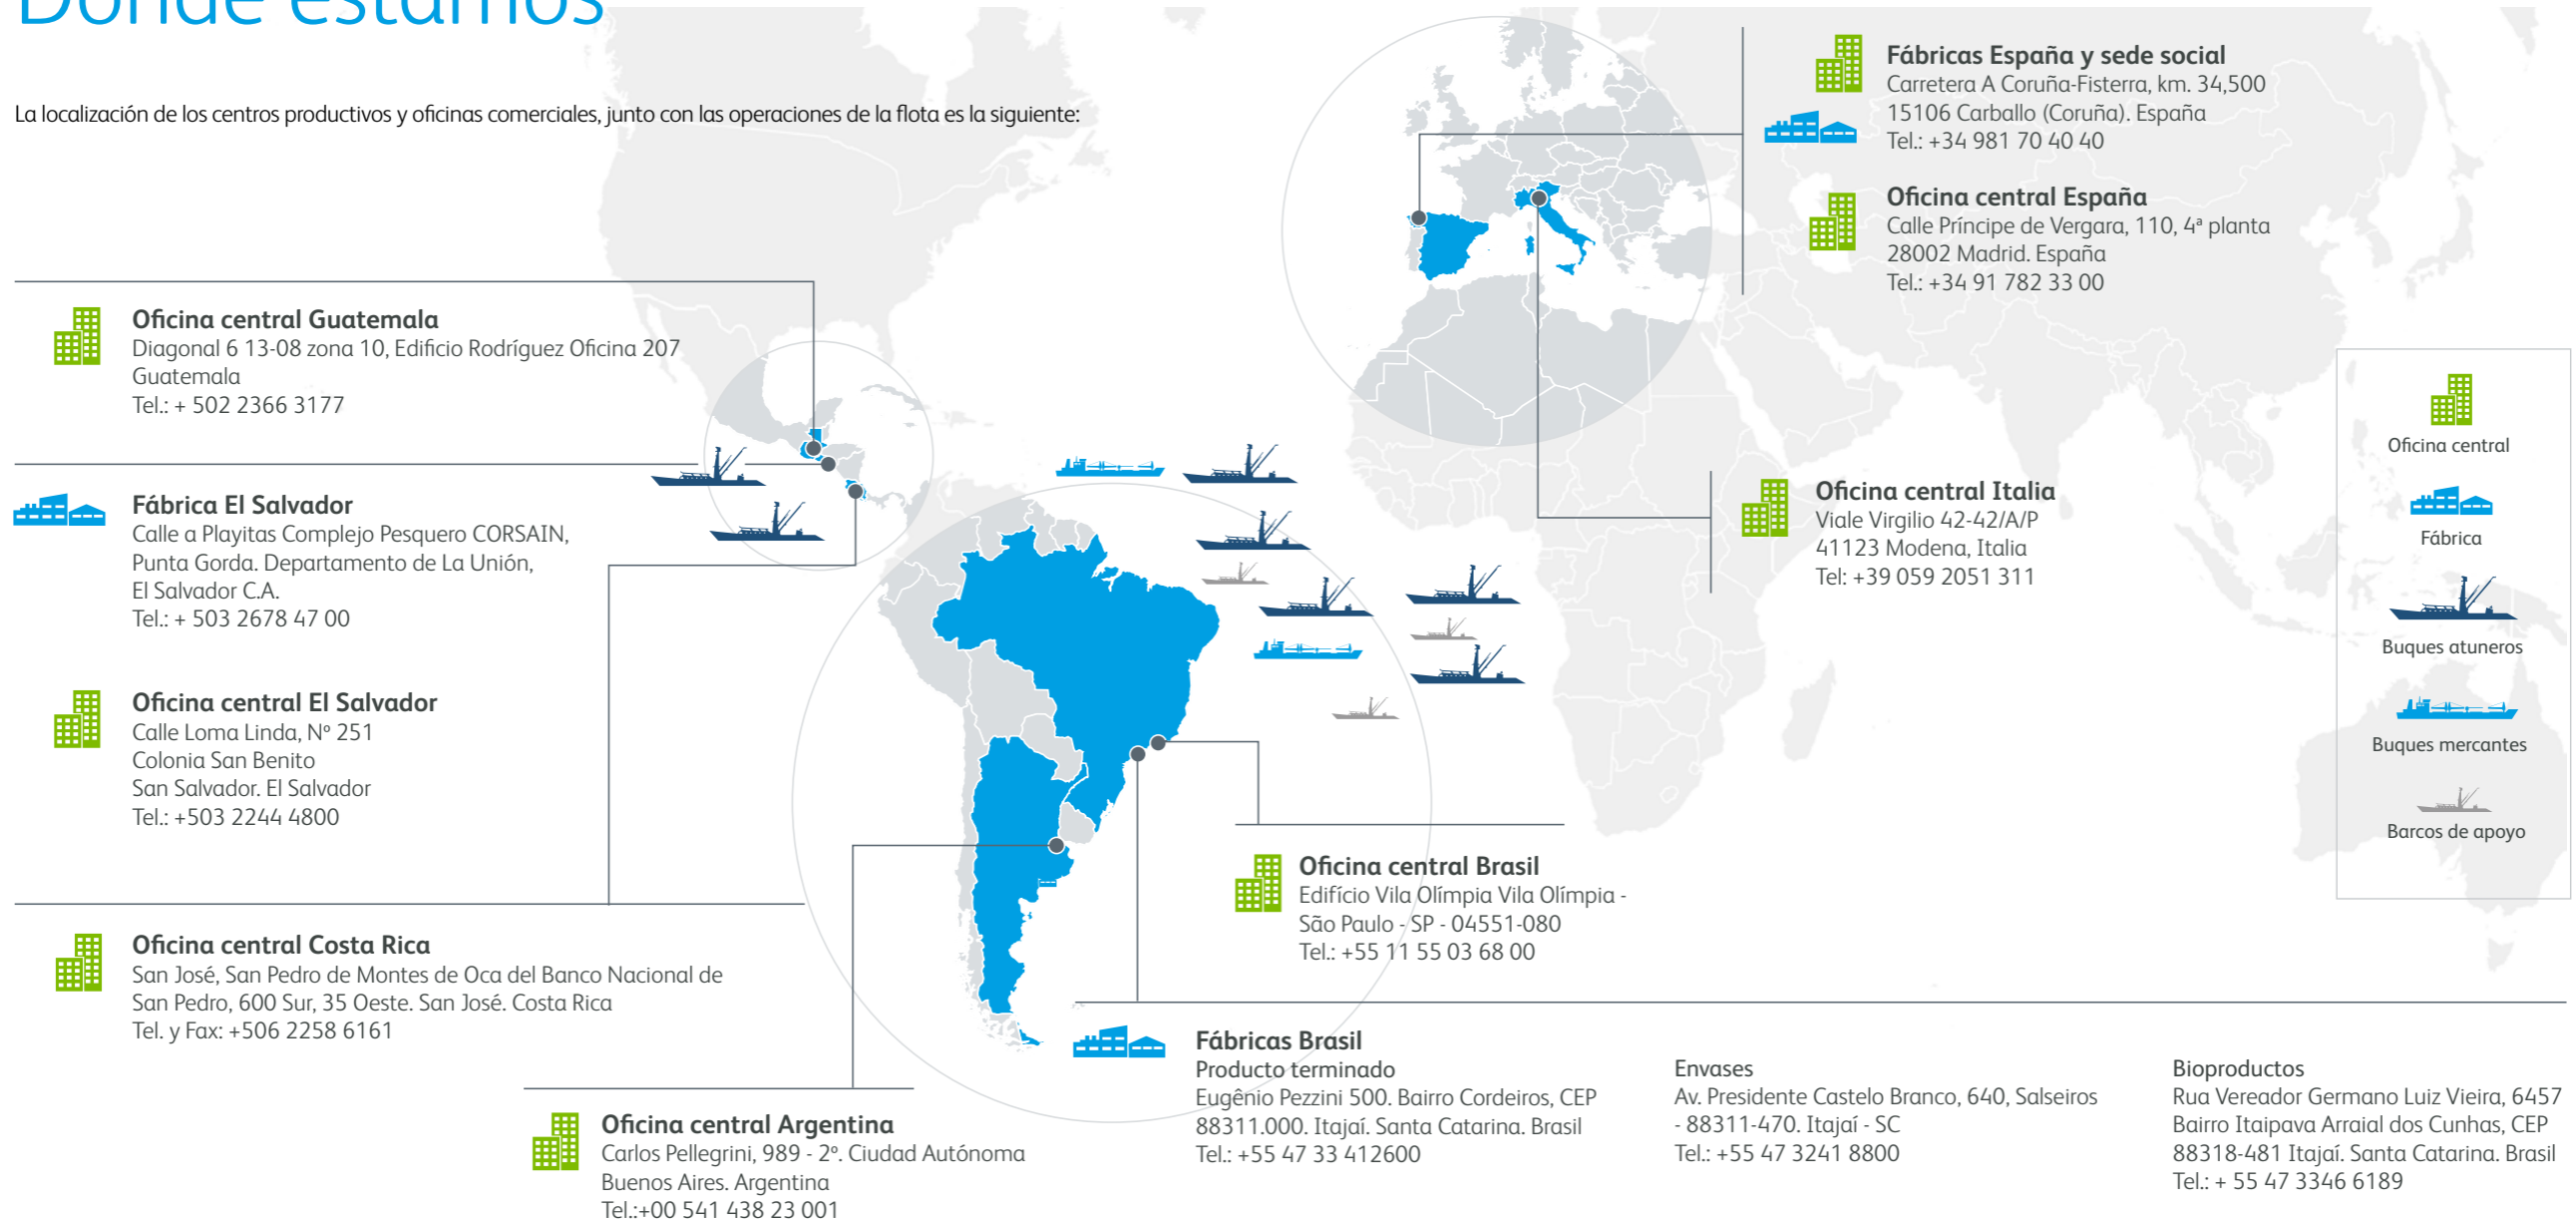 Dónde estamos
La localización de los centros productivos y oficinas comerciales, junto con las operaciones de la flota es la siguiente:
Fábricas España y sede social
Carretera A Coruña-Fisterra, km. 34,500
15106 Carballo (Coruña). España
Tel.: +34 981 70 40 40
Oficina central España
Calle Príncipe de Vergara, 110, 4ª planta
28002 Madrid. España
Tel.: +34 91 782 33 00
Oficina central Guatemala
Diagonal 6 13-08 zona 10, Edificio Rodríguez Oficina 207
Guatemala
Tel.: + 502 2366 3177
Fábrica El Salvador
Calle a Playitas Complejo Pesquero CORSAIN,
Punta Gorda. Departamento de La Unión,
El Salvador C.A.
Tel.: + 503 2678 47 00
Oficina central El Salvador
Calle Loma Linda, Nº 251
Colonia San Benito
San Salvador. El Salvador
Tel.: +503 2244 4800
Oficina central Costa Rica
San José, San Pedro de Montes de Oca del Banco Nacional de
San Pedro, 600 Sur, 35 Oeste. San José. Costa Rica
Tel. y Fax: +506 2258 6161
Oficina central Argentina
Carlos Pellegrini, 989 - 2º. Ciudad Autónoma
Buenos Aires. Argentina
Tel.:+00 541 438 23 001
Oficina central Italia
Viale Virgilio 42-42/A/P
41123 Modena, Italia
Tel: +39 059 2051 311
Oficina central Brasil
Edifício Vila Olímpia Vila Olímpia -
São Paulo - SP - 04551-080
Tel.: +55 11 55 03 68 00
Fábricas Brasil
Producto terminado
Eugênio Pezzini 500. Bairro Cordeiros, CEP
88311.000. Itajaí. Santa Catarina. Brasil
Tel.: +55 47 33 412600
Envases
Av. Presidente Castelo Branco, 640, Salseiros
- 88311-470. Itajaí - SC
Tel.: +55 47 3241 8800
Bioproductos
Rua Vereador Germano Luiz Vieira, 6457
Bairro Itaipava Arraial dos Cunhas, CEP
88318-481 Itajaí. Santa Catarina. Brasil
Tel.: + 55 47 3346 6189
Oficina central
Fábrica
Buques atuneros
Buques mercantes
Barcos de apoyo